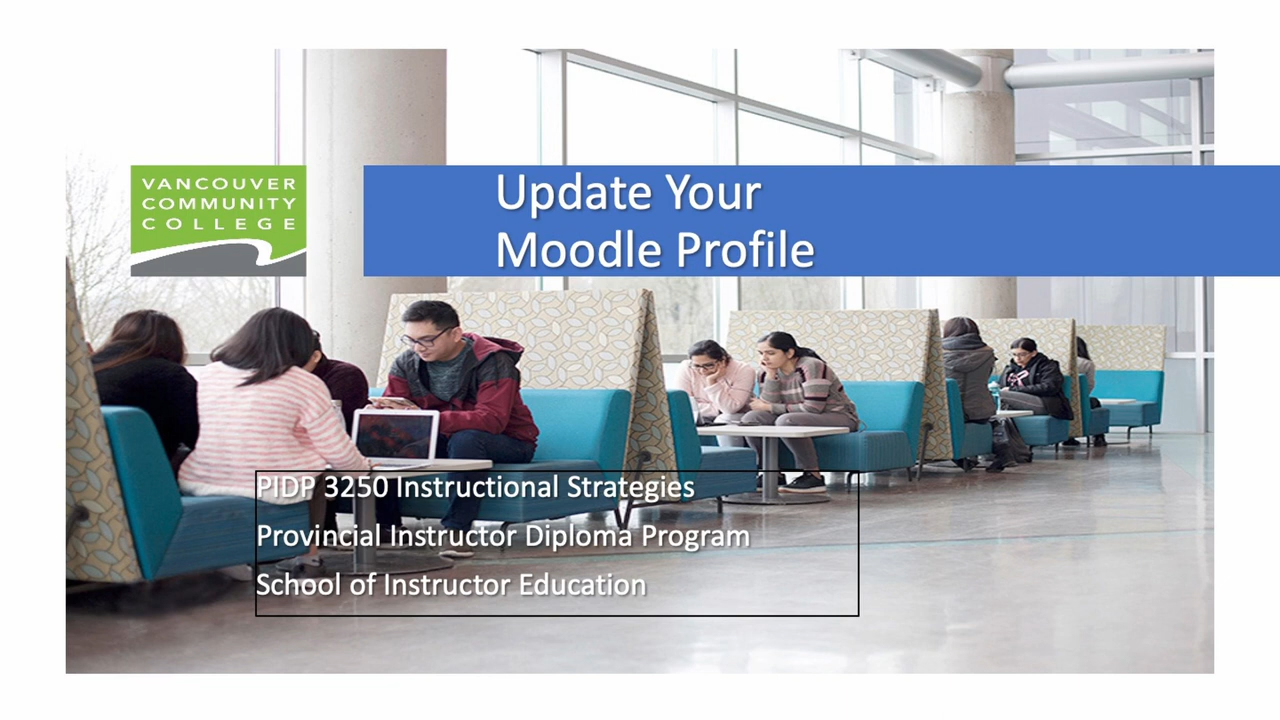 VANCOUVER
COMMUNITY
COLLEGE
Update Your
Moodle Profile
PIDP 3250 Instructional Strategies
Provincial Instructor Diploma Program
School of Instructor Education